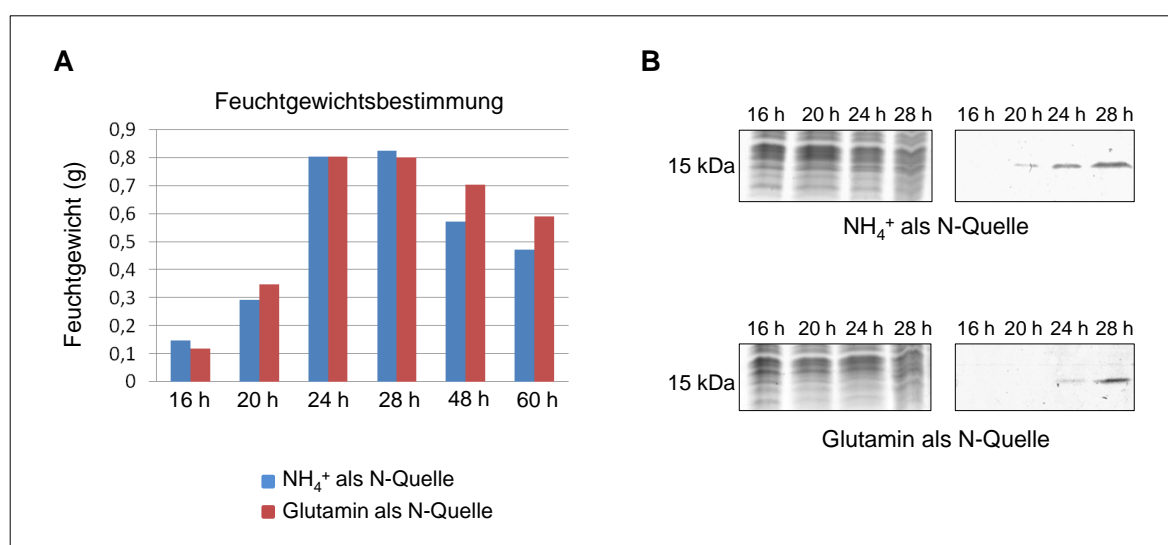 A
Feuchtgewichtsbestimmung
Feuchtgewicht (g)
0,9
0,8
0,7
0,6
0,5
0,4
0,3
0,2
0,1
0
16 h 20 h 24 h 28 h 48 h 60 h
NH₄⁺ als N-Quelle
Glutamin als N-Quelle
B
16 h 20 h 24 h 28 h 16 h 20 h 24 h 28 h
15 kDa
NH₄⁺ als N-Quelle
16 h 20 h 24 h 28 h 16 h 20 h 24 h 28 h
15 kDa
Glutamin als N-Quelle